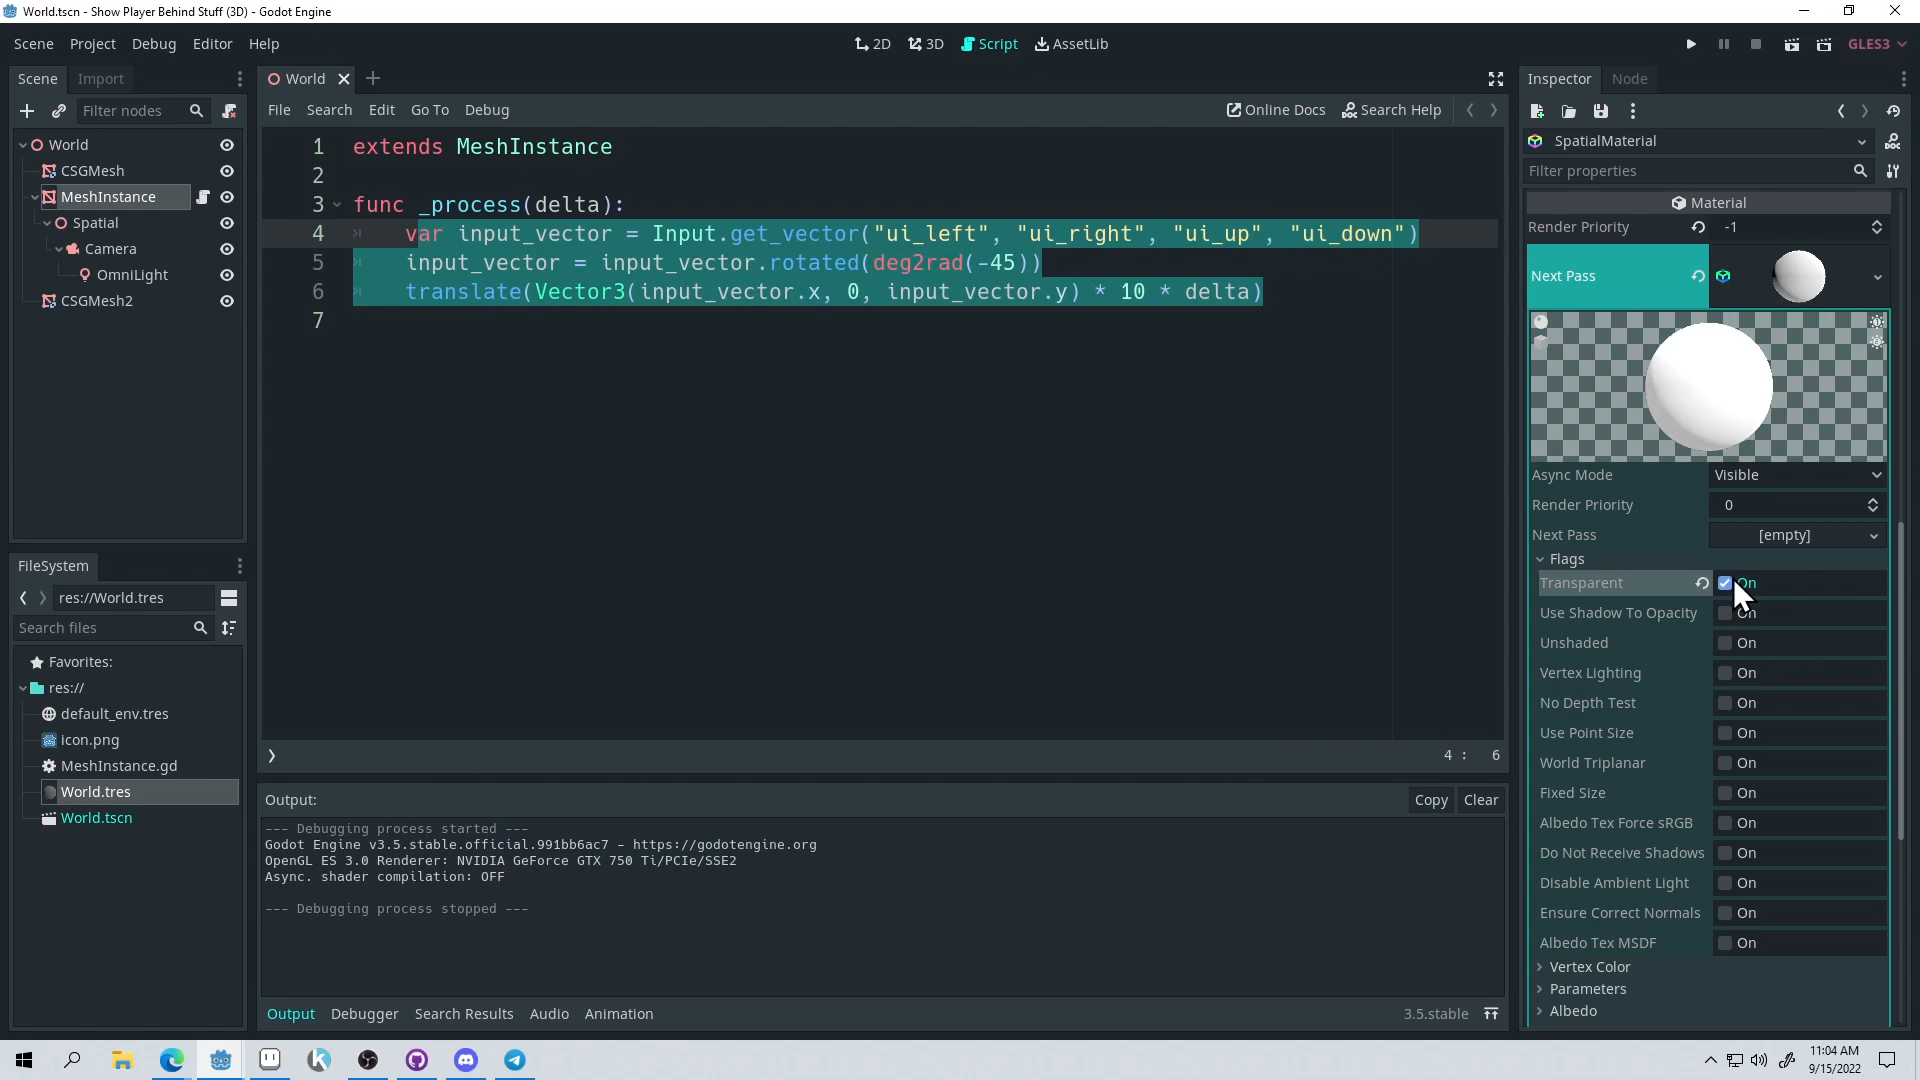 World.tscn - Show Player Behind Stuff (3D) - Godot Engine
Scene Project Debug Editor Help
2D 3D Script AssetLib
GLES3
Scene Import
Filter nodes
World
CSGMesh
MeshInstance
Spatial
Camera
OmniLight
CSGMesh2
FileSystem
res://World.tres
Search files
Favorites:
res://
default_env.tres
icon.png
MeshInstance.gd
World.tres
World.tscn
World
File Search Edit Go To Debug
Online Docs Search Help
1 extends MeshInstance
2
3 func _process(delta):
4 var input_vector = Input.get_vector("ui_left", "ui_right", "ui_up", "ui_down")
5 input_vector = input_vector.rotated(deg2rad(-45))
6 translate(Vector3(input_vector.x, 0, input_vector.y) * 10 * delta)
7
4 : 6
Output:
Copy Clear
--- Debugging process started ---
Godot Engine v3.5.stable.official.991bb6ac7 - https://godotengine.org
OpenGL ES 3.0 Renderer: NVIDIA GeForce GTX 750 Ti/PCIe/SSE2
Async. shader compilation: OFF
--- Debugging process stopped ---
Output Debugger Search Results Audio Animation
3.5.stable
Inspector Node
SpatialMaterial
Filter properties
Material
Render Priority -1
Next Pass
Async Mode Visible
Render Priority 0
Next Pass [empty]
Flags
Transparent On
Use Shadow To Opacity On
Unshaded On
Vertex Lighting On
No Depth Test On
Use Point Size On
World Triplanar On
Fixed Size On
Albedo Tex Force sRGB On
Do Not Receive Shadows On
Disable Ambient Light On
Ensure Correct Normals On
Albedo Tex MSDF On
Vertex Color
Parameters
Albedo
11:04 AM
9/15/2022